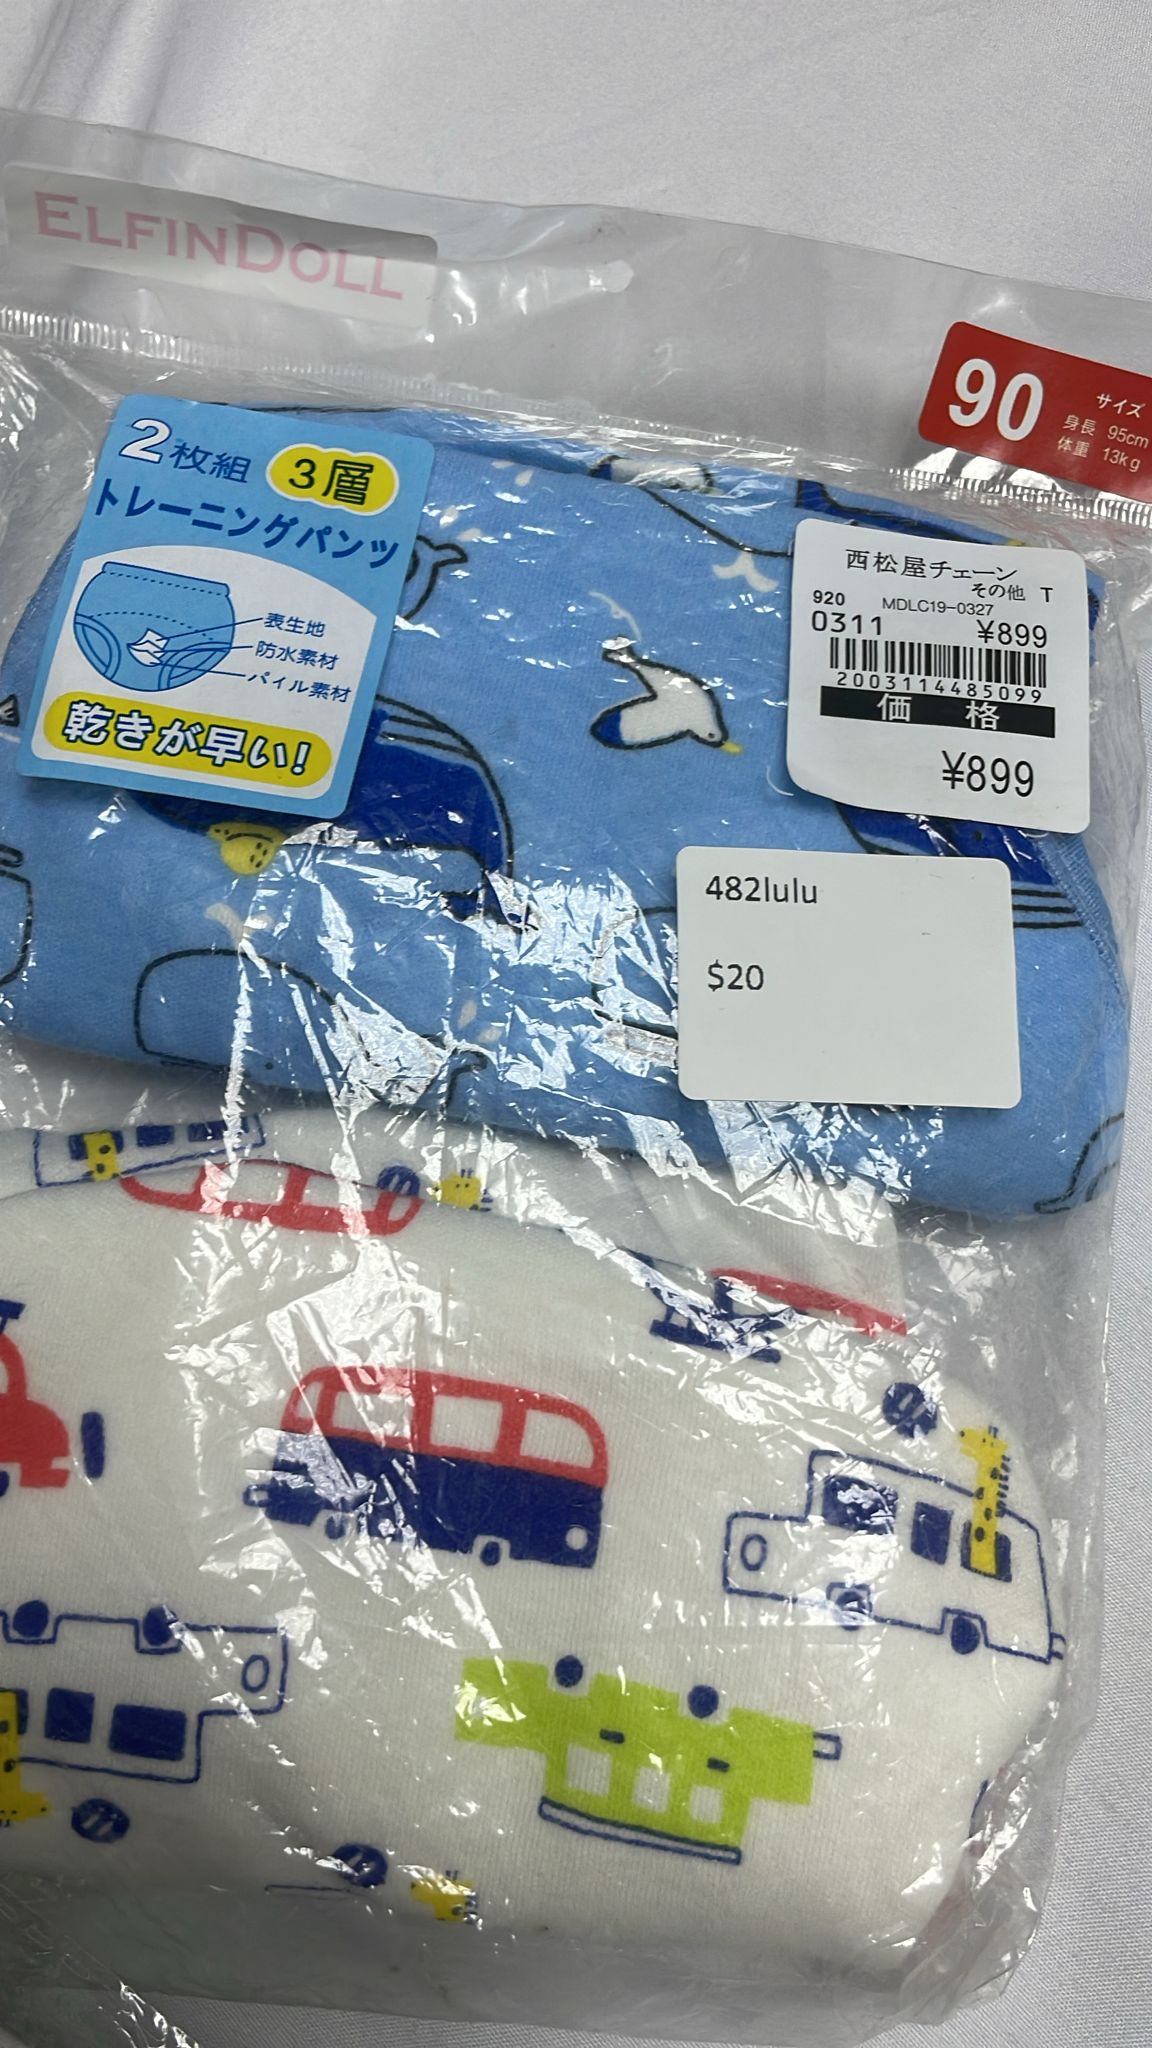 ELFINDOLL
90
サイズ
身長 95cm
体重 13kg
2枚組
3層
トレーニングパンツ
表生地
防水素材
パイル素材
乾きが早い!
西松屋チェーン
その他 T
920 MDLC19-0327
0311 ¥899
2003114485099
価格
¥899
482lulu
$20